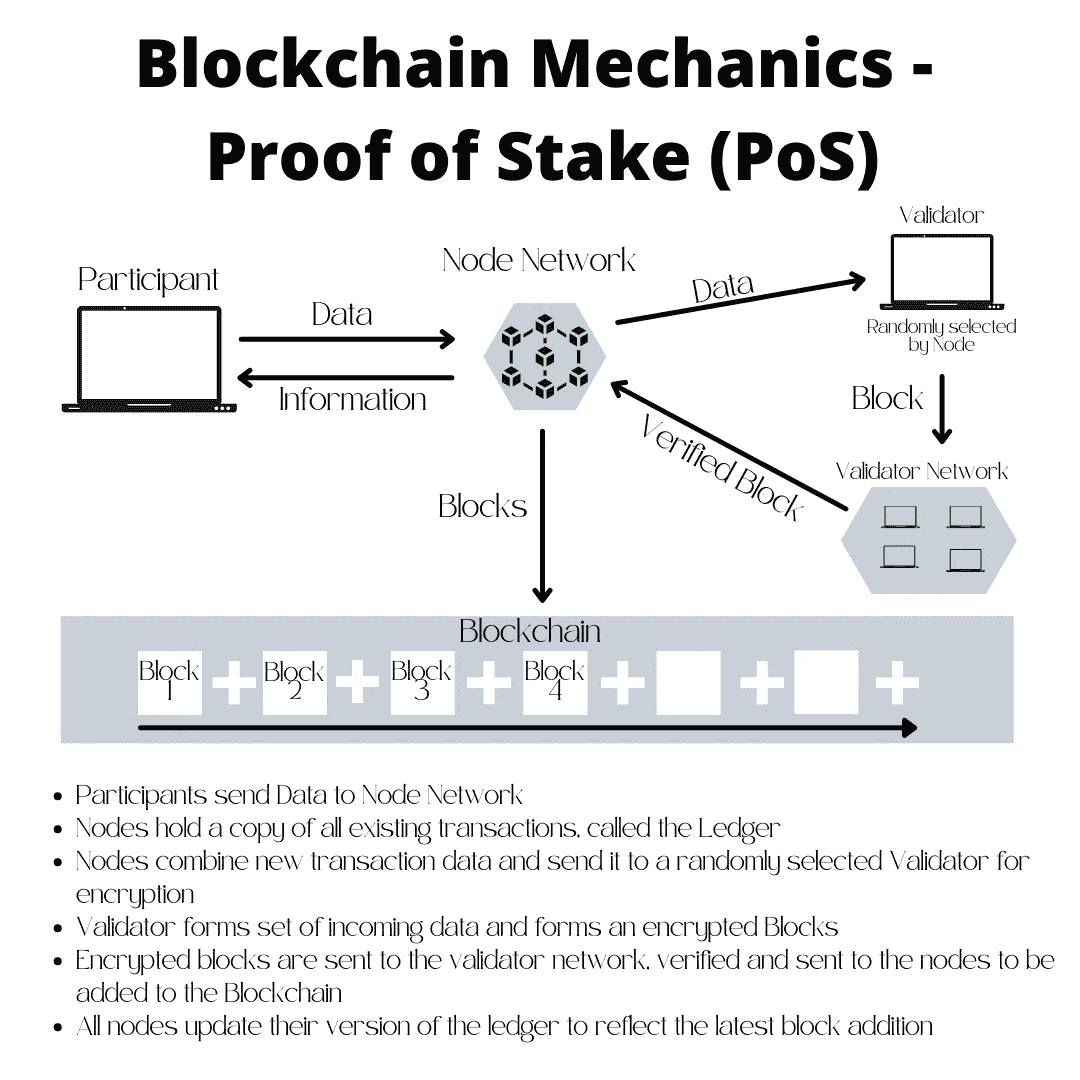 Blockchain Mechanics -
Proof of Stake (PoS)
Validator
Node Network
Participant
Data
Data
Randomly selected
by Node
Information
Block
Verified Block
Validator Network
Blocks
Blockchain
Block
1
Block
2
Block
3
Block
4
• Participants send Data to Node Network
• Nodes hold a copy of all existing transactions, called the Ledger
• Nodes combine new transaction data and send it to a randomly selected Validator for
encryption
• Validator forms set of incoming data and forms an encrypted Blocks
• Encrypted blocks are sent to the validator network, verified and sent to the nodes to be
added to the Blockchain
• All nodes update their version of the ledger to reflect the latest block addition